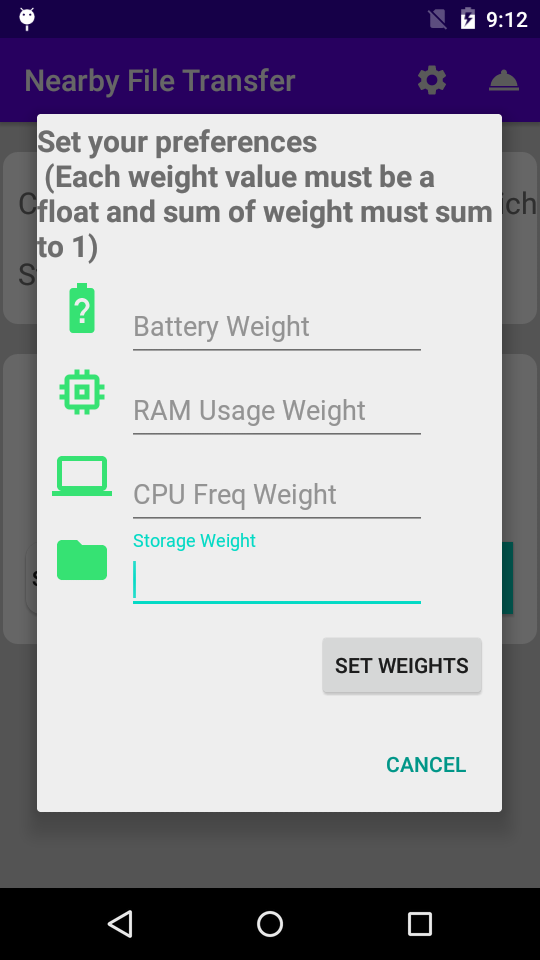 9:12
Nearby File Transfer
Set your preferences
(Each weight value must be a
float and sum of weight must sum
to 1)
Battery Weight
RAM Usage Weight
CPU Freq Weight
Storage Weight
SET WEIGHTS
CANCEL